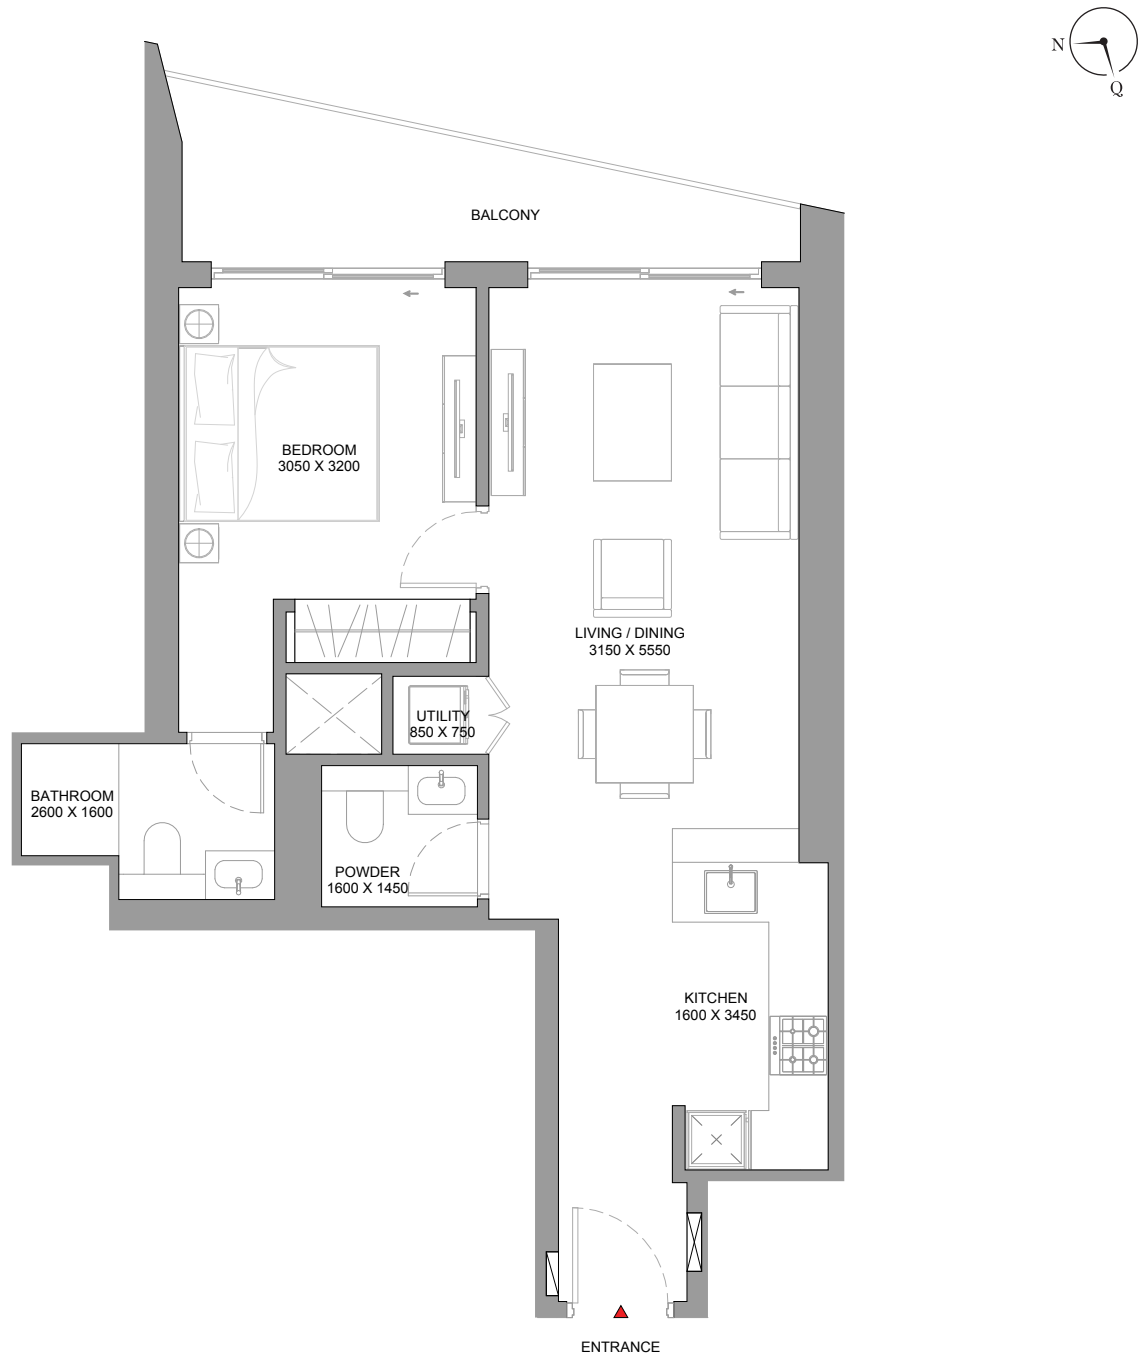 N
Q
BALCONY
BEDROOM
3050 X 3200
LIVING / DINING
3150 X 5550
UTILITY
850 X 750
BATHROOM
2600 X 1600
POWDER
1600 X 1450
KITCHEN
1600 X 3450
ENTRANCE